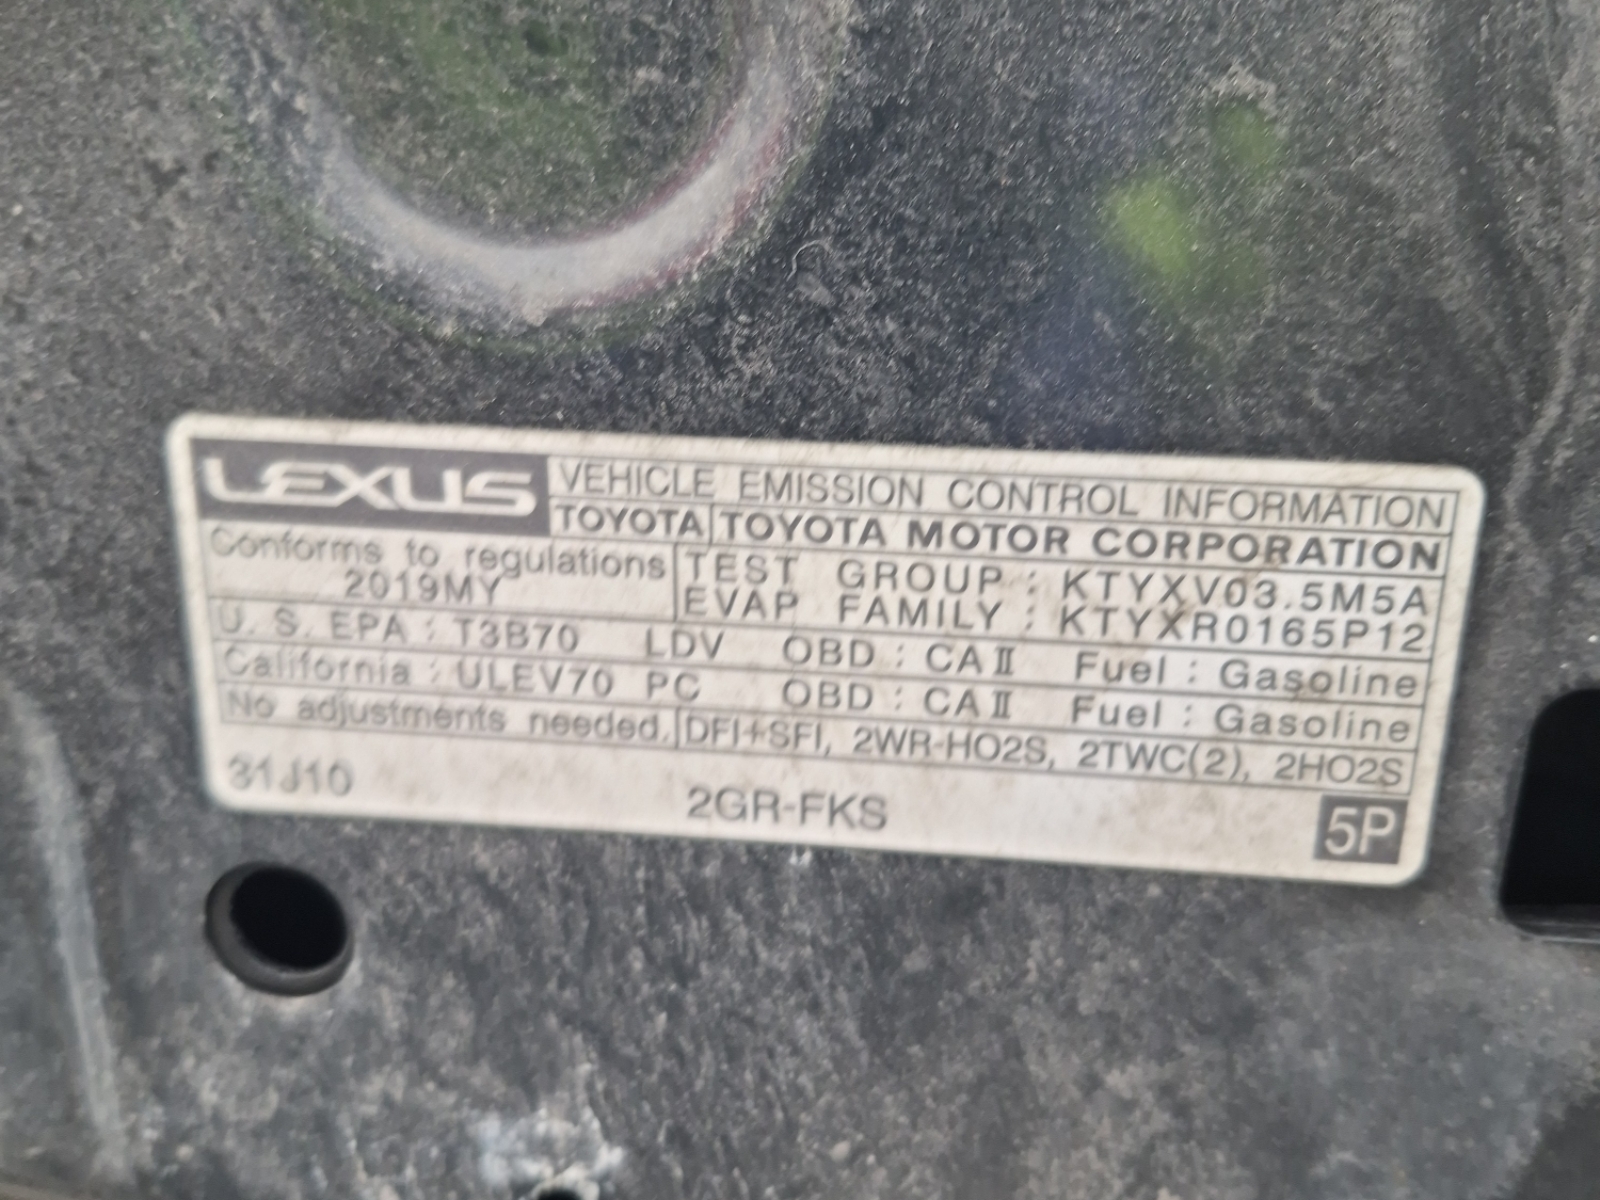 LEXUS VEHICLE EMISSION CONTROL INFORMATION
TOYOTA TOYOTA MOTOR CORPORATION
Conforms to regulations
2019MY
TEST GROUP : KTYXV03.5M5A
EVAP FAMILY : KTYXR0165P12
U. S. EPA : T3B70 LDV OBD : CAⅡ Fuel : Gasoline
California : ULEV70 PC OBD : CAⅡ Fuel : Gasoline
No adjustments needed. DFI+SFI, 2WR-HO2S, 2TWC(2), 2HO2S
31J10 2GR-FKS 5P